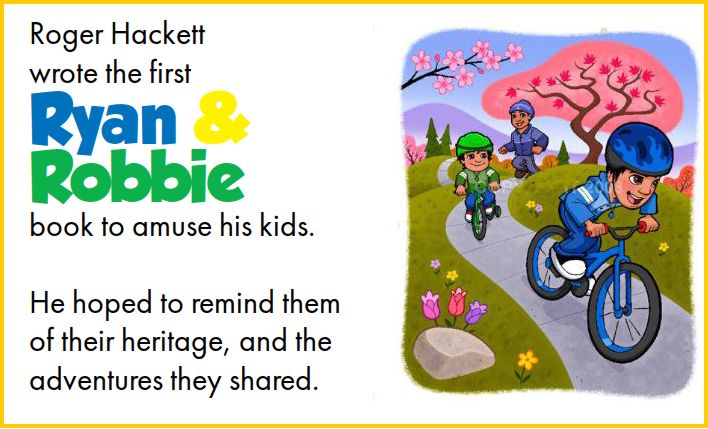 Roger Hackett
wrote the first
Ryan &
Robbie
book to amuse his kids.
He hoped to remind them
of their heritage, and the
adventures they shared.